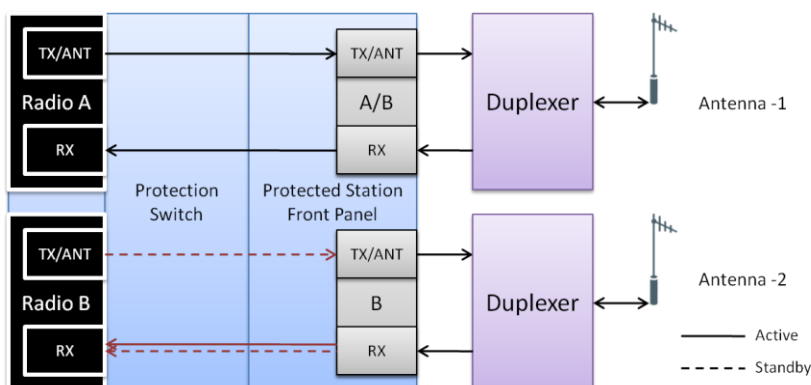 TX/ANT
Radio A
RX
TX/ANT
A/B
RX
Duplexer
Antenna -1
Protection
Switch
Protected Station
Front Panel
TX/ANT
Radio B
RX
TX/ANT
B
RX
Duplexer
Antenna -2
Active
Standby